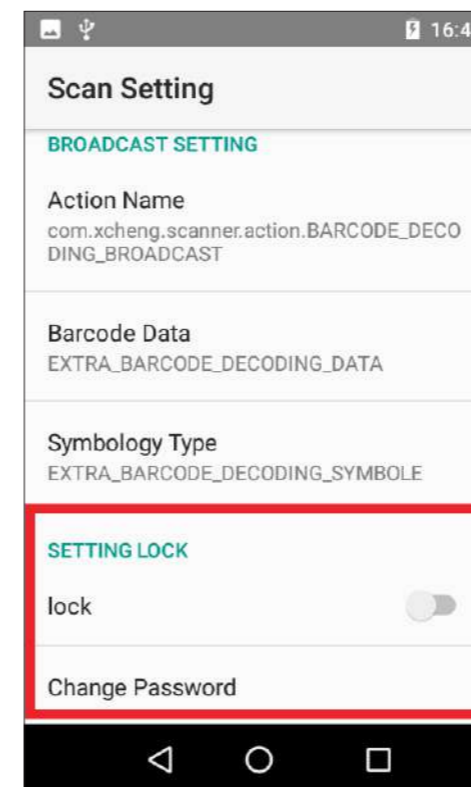 16:4
Scan Setting
BROADCAST SETTING
Action Name
com.xcheng.scanner.action.BARCODE_DECO
DING_BROADCAST
Barcode Data
EXTRA_BARCODE_DECODING_DATA
Symbology Type
EXTRA_BARCODE_DECODING_SYMBOLE
SETTING LOCK
lock
Change Password